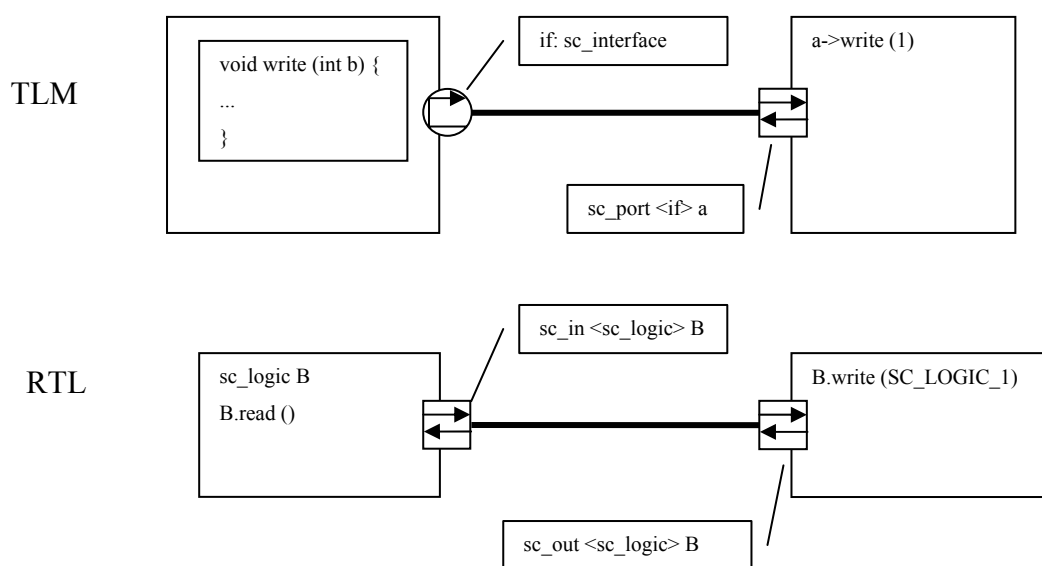 TLM
void write (int b) {
...
}
if: sc_interface
a->write (1)
sc_port <if> a
RTL
sc_logic B
B.read ()
sc_in <sc_logic> B
B.write (SC_LOGIC_1)
sc_out <sc_logic> B